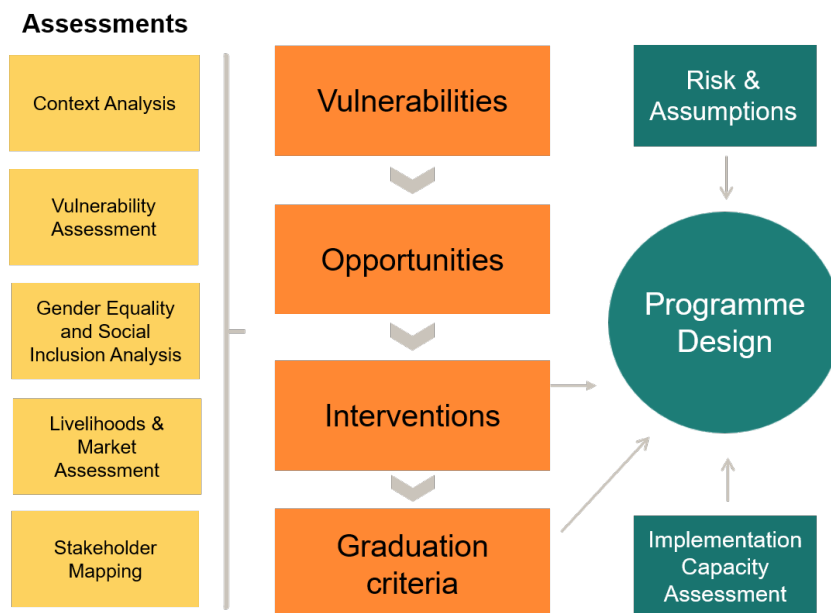 Assessments
Context Analysis
Vulnerability
Assessment
Gender Equality
and Social
Inclusion Analysis
Livelihoods &
Market
Assessment
Stakeholder
Mapping
Vulnerabilities
Opportunities
Interventions
Graduation
criteria
Risk &
Assumptions
Programme
Design
Implementation
Capacity
Assessment